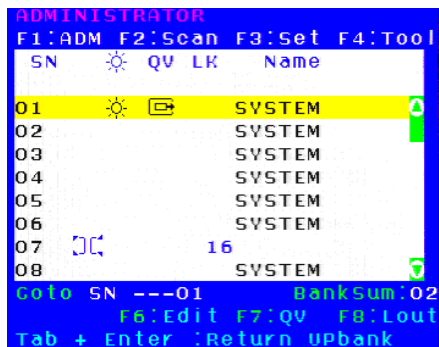 ADMINISTRATOR
F1:ADM F2:Scan F3:Set F4:Tool
SN QV LK Name
01 SYSTEM
02 SYSTEM
03 SYSTEM
04 SYSTEM
05 SYSTEM
06 SYSTEM
07 16
08 SYSTEM
Goto SN ---01 BankSum:02
F6:Edit F7:QV F8:Lout
Tab + Enter :Return UPbank